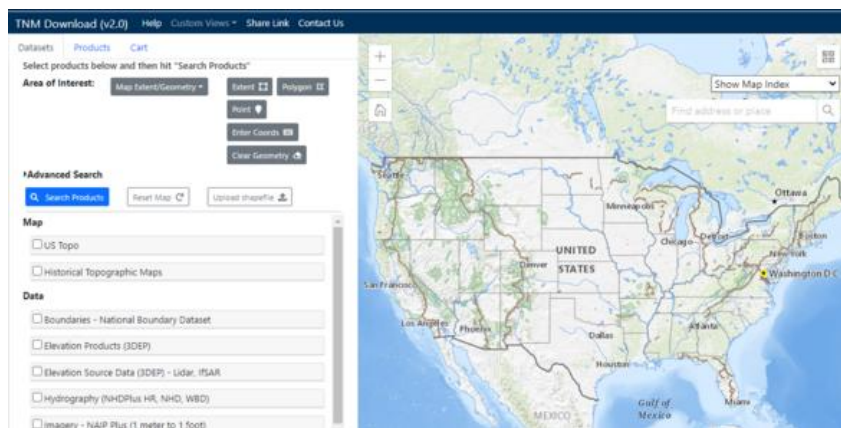 TNM Download (v2.0) Help Custom Views Share Link Contact Us
Datasets Products Cart
Select products below and then hit "Search Products"
Area of Interest: Map Extent/Geometry Extent Polygon
Point
Enter Coords
Clear Geometry
Advanced Search
Search Products Reset Map Upload shapefile
Map
US Topo
Historical Topographic Maps
Data
Boundaries - National Boundary Dataset
Elevation Products (3DEP)
Elevation Source Data (3DEP) - Lidar, IfSAR
Hydrography (NHDPlus HR, NHD, WBD)
Imagery - NAIP Plus (1 meter to 1 foot)
Show Map Index
Find address or place
Seattle
Ottawa
Minneapolis
Boston
Chicago
Detroit
New York
UNITED
STATES
Denver
Washington D C
San Francisco
Los Angeles
Phoenix
Atlanta
Dallas
Houston
Gulf of
Mexico
Miami
MEXICO